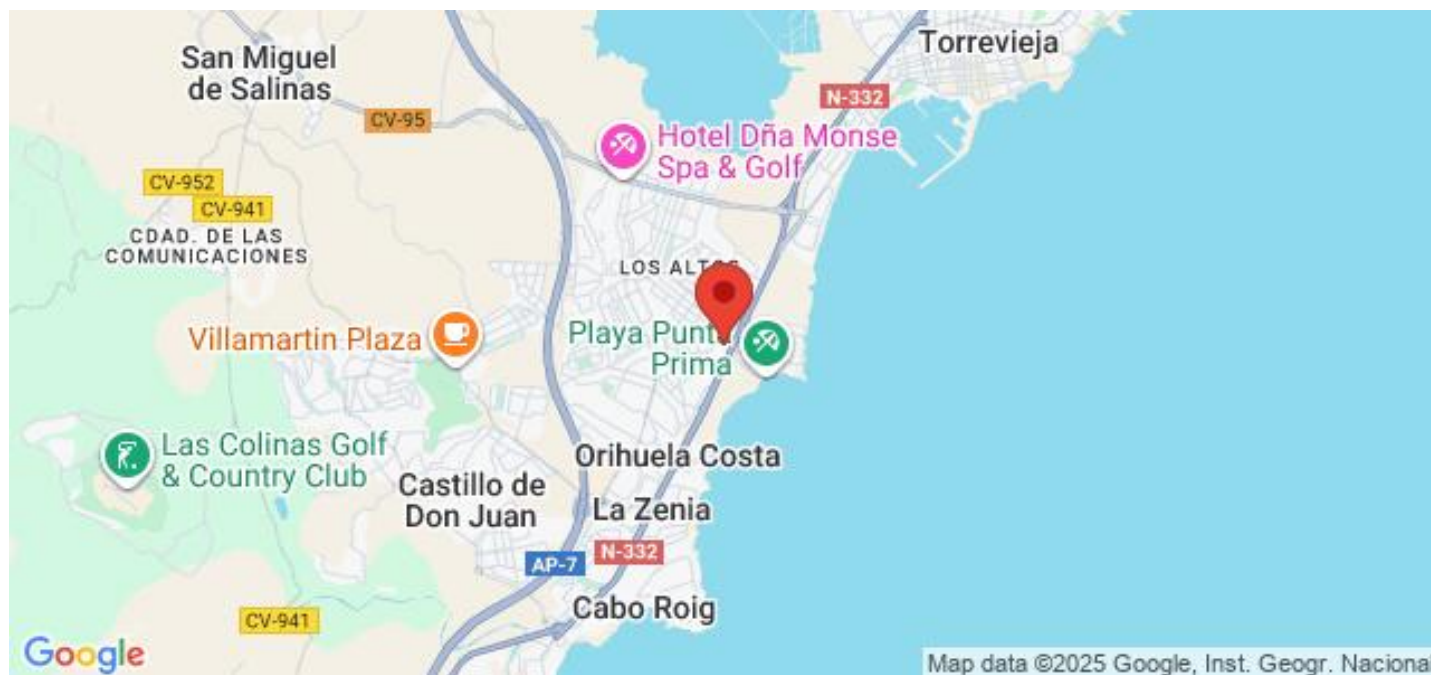 San Miguel
de Salinas
Torrevieja
N-332
CV-95
Hotel Dña Monse
Spa & Golf
CV-952
CV-941
CDAD. DE LAS
COMUNICACIONES
LOS ALTOS
Villamartin Plaza
Playa Punta
Prima
Las Colinas Golf
& Country Club
Orihuela Costa
Castillo de
Don Juan
La Zenia
N-332
AP-7
Cabo Roig
CV-941
Google
Map data ©2025 Google, Inst. Geogr. Nacional